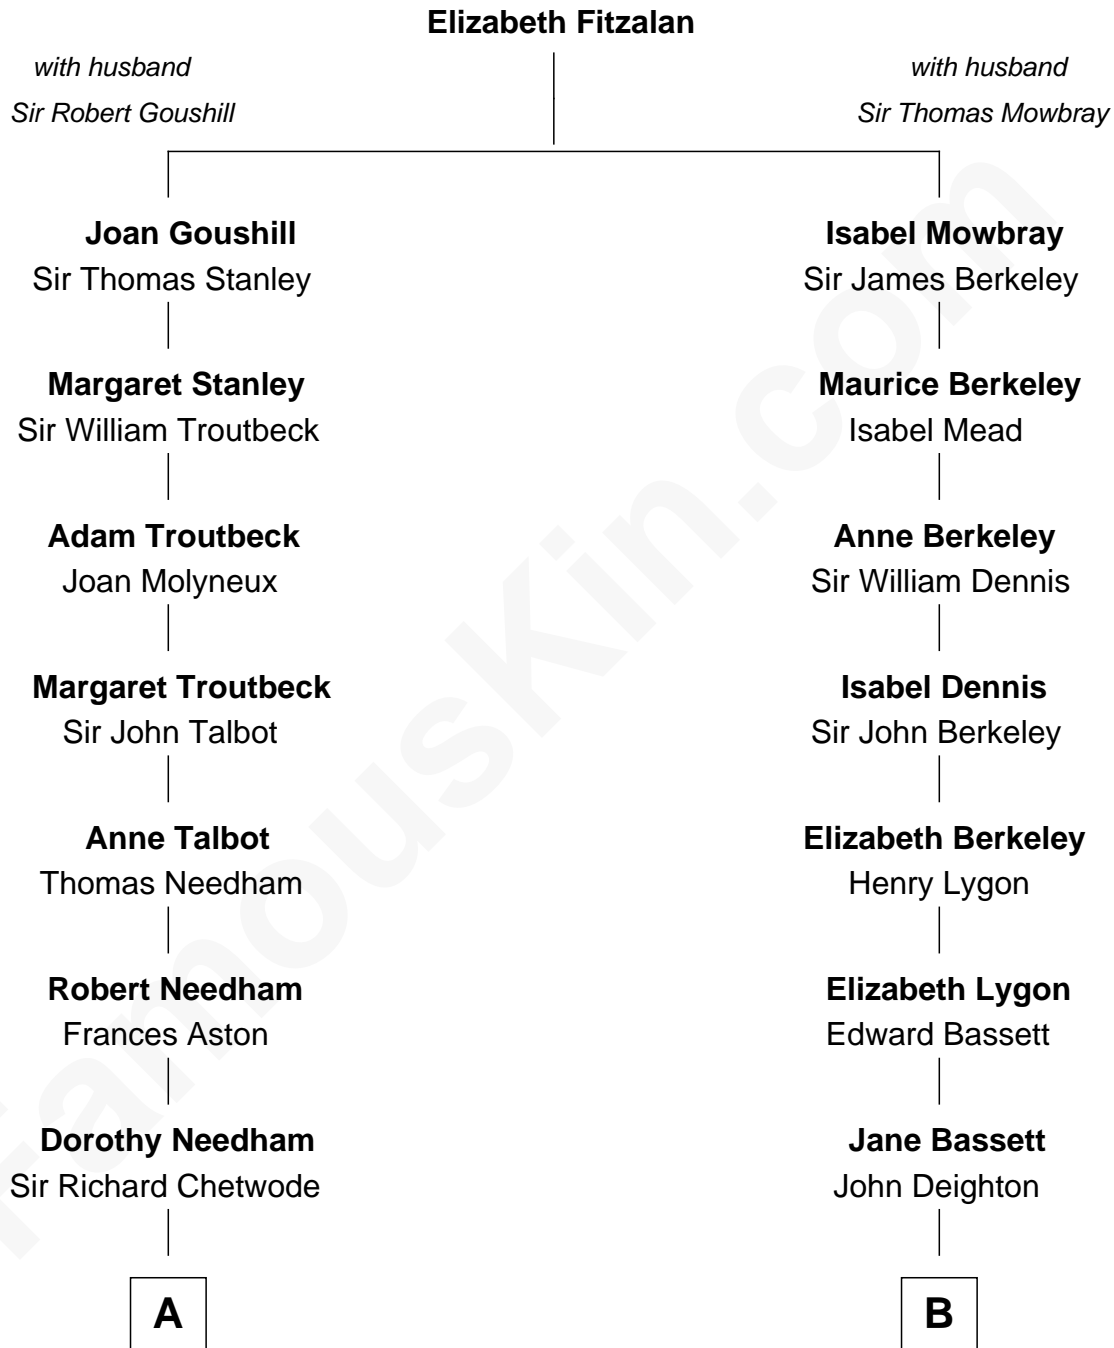 Elizabeth Fitzalan
with husband
Sir Robert Goushill
with husband
Sir Thomas Mowbray
Joan Goushill
Sir Thomas Stanley
Isabel Mowbray
Sir James Berkeley
Margaret Stanley
Sir William Troutbeck
Maurice Berkeley
Isabel Mead
Adam Troutbeck
Joan Molyneux
Anne Berkeley
Sir William Dennis
Margaret Troutbeck
Sir John Talbot
Isabel Dennis
Sir John Berkeley
Anne Talbot
Thomas Needham
Elizabeth Berkeley
Henry Lygon
Robert Needham
Frances Aston
Elizabeth Lygon
Edward Bassett
Dorothy Needham
Sir Richard Chetwode
Jane Bassett
John Deighton
A
B
FamousKin.com